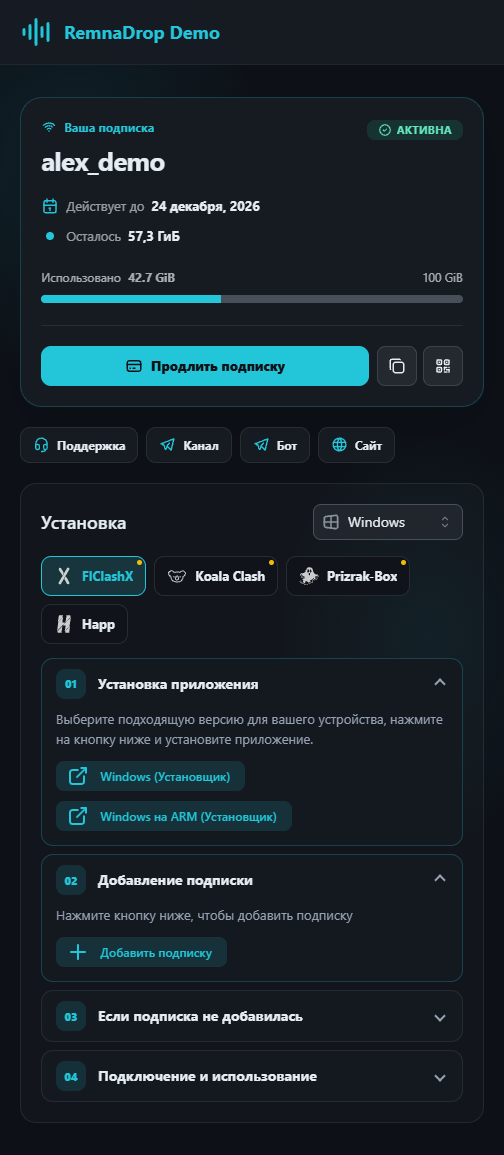 RemnaDrop Demo
Ваша подписка
АКТИВНА
alex_demo
Действует до 24 декабря, 2026
Осталось 57,3 ГиБ
Использовано 42.7 GiB
100 GiB
Продлить подписку
Поддержка
Канал
Бот
Сайт
Установка
Windows
FlClashX
Koala Clash
Prizrak-Box
Happ
01 Установка приложения
Выберите подходящую версию для вашего устройства, нажмите
на кнопку ниже и установите приложение.
Windows (Установщик)
Windows на ARM (Установщик)
02 Добавление подписки
Нажмите кнопку ниже, чтобы добавить подписку
Добавить подписку
03 Если подписка не добавилась
04 Подключение и использование